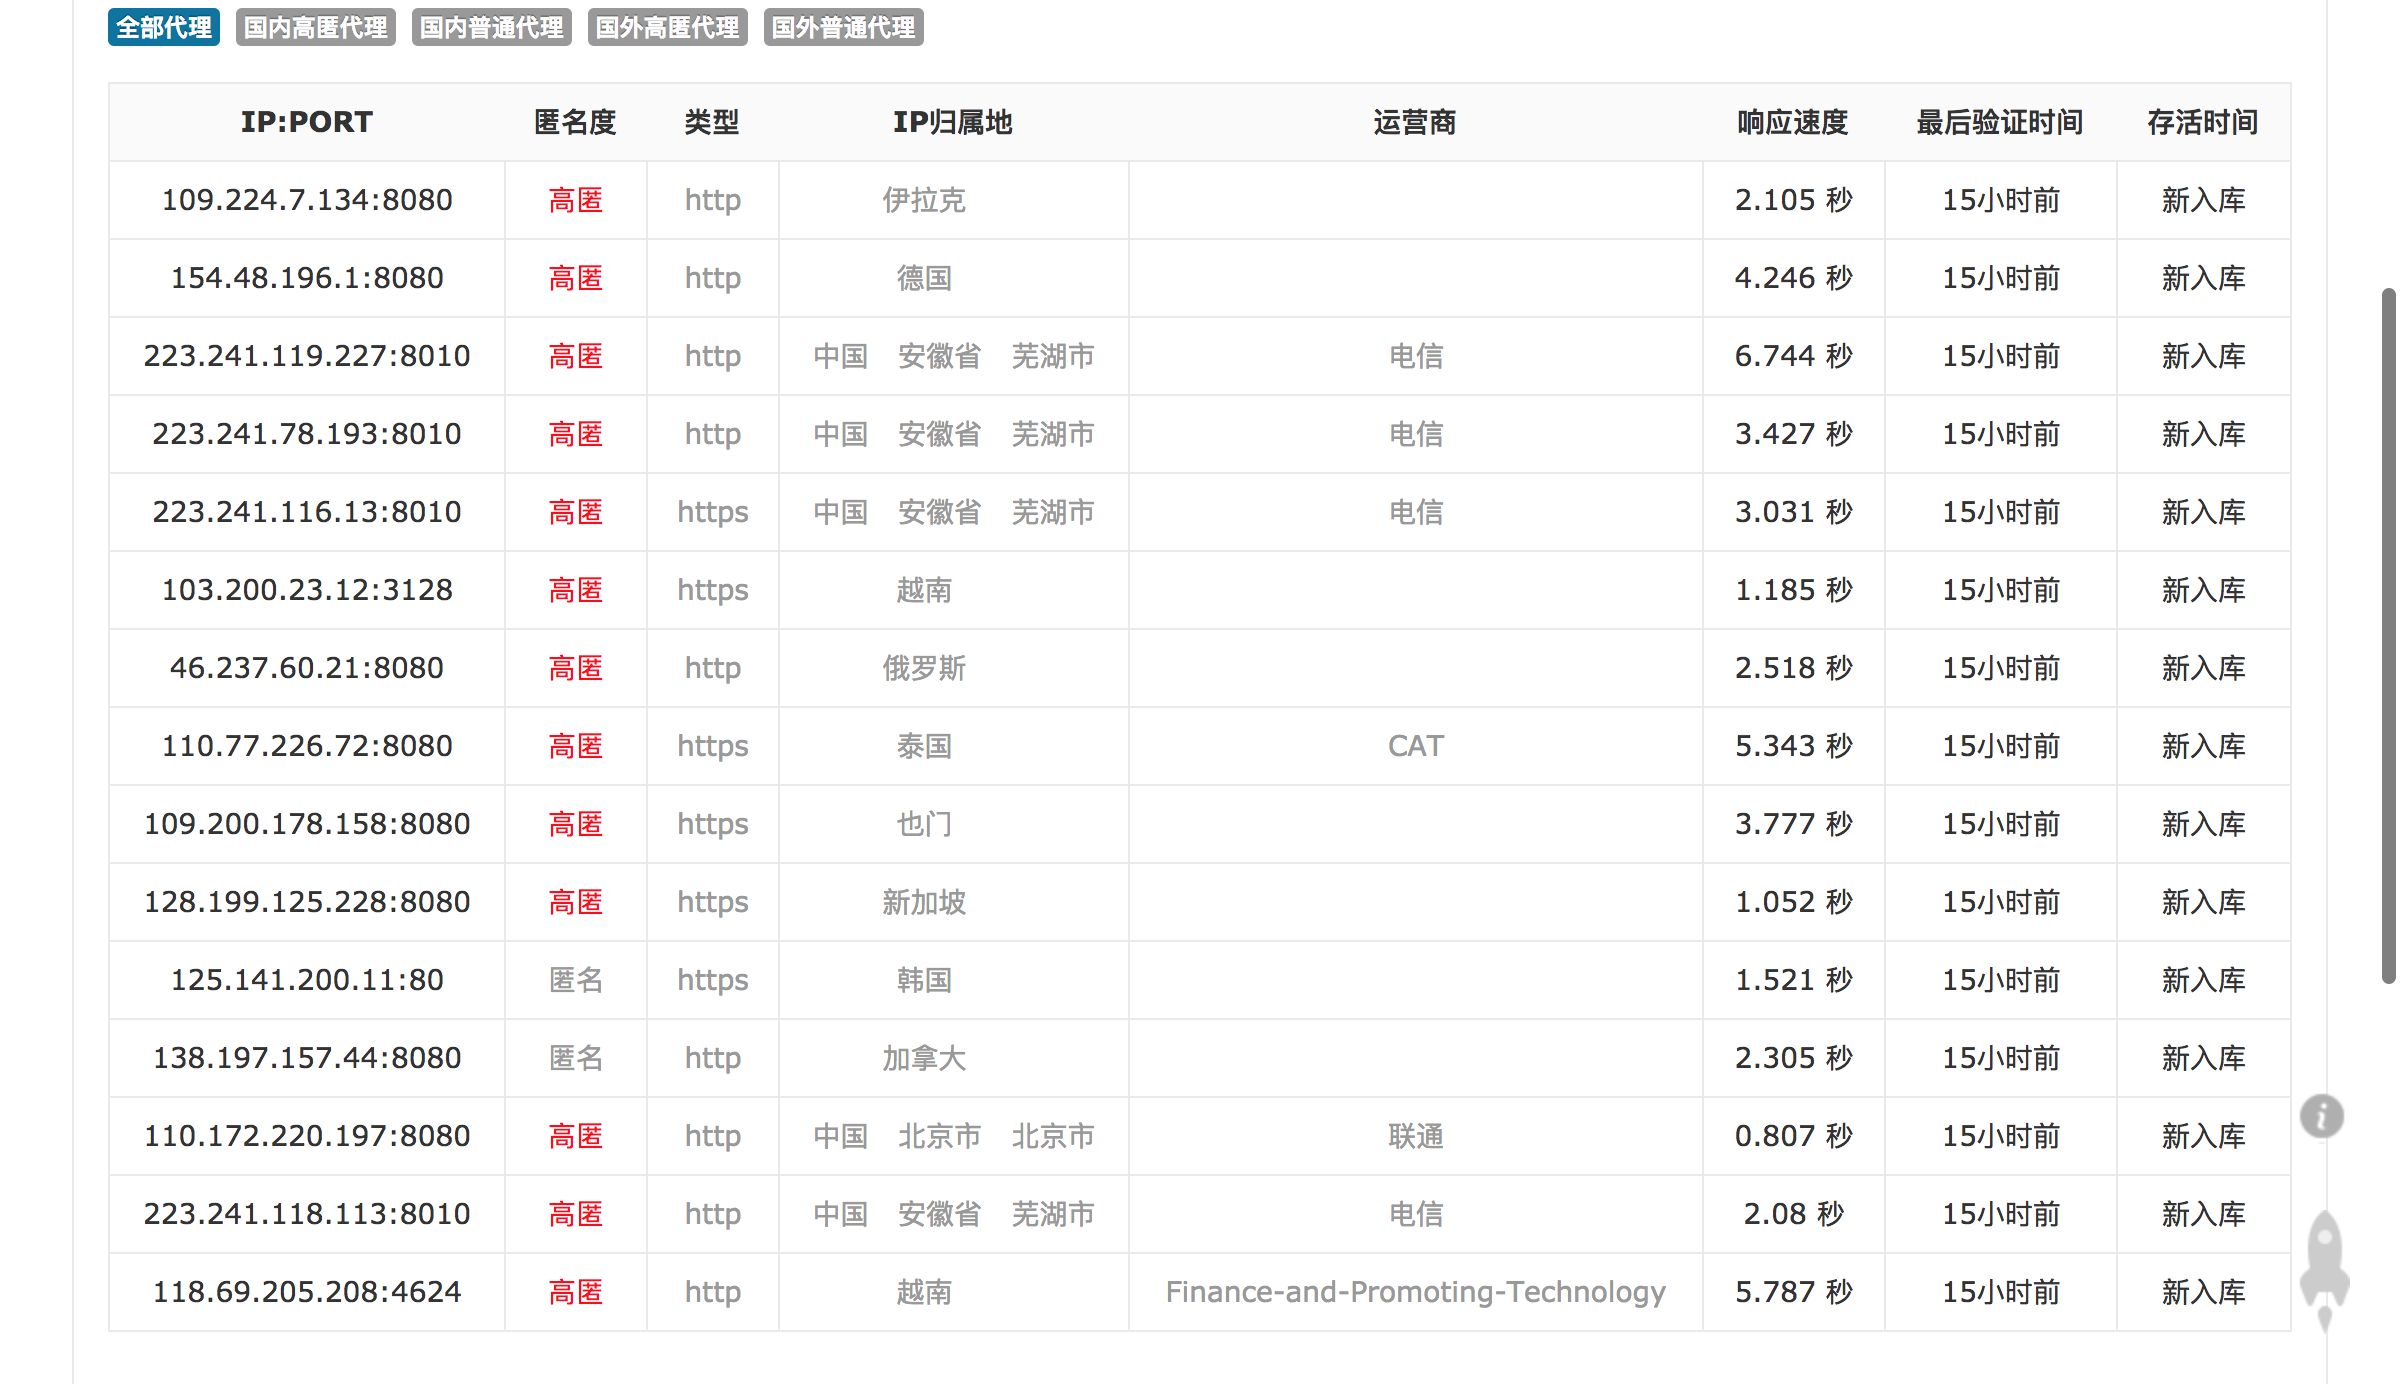 全部代理 国内高匿代理 国内普通代理 国外高匿代理 国外普通代理
IP:PORT 匿名度 类型 IP归属地 运营商 响应速度 最后验证时间 存活时间
109.224.7.134:8080 高匿 http 伊拉克 2.105 秒 15小时前 新入库
154.48.196.1:8080 高匿 http 德国 4.246 秒 15小时前 新入库
223.241.119.227:8010 高匿 http 中国 安徽省 芜湖市 电信 6.744 秒 15小时前 新入库
223.241.78.193:8010 高匿 http 中国 安徽省 芜湖市 电信 3.427 秒 15小时前 新入库
223.241.116.13:8010 高匿 https 中国 安徽省 芜湖市 电信 3.031 秒 15小时前 新入库
103.200.23.12:3128 高匿 https 越南 1.185 秒 15小时前 新入库
46.237.60.21:8080 高匿 http 俄罗斯 2.518 秒 15小时前 新入库
110.77.226.72:8080 高匿 https 泰国 CAT 5.343 秒 15小时前 新入库
109.200.178.158:8080 高匿 https 也门 3.777 秒 15小时前 新入库
128.199.125.228:8080 高匿 https 新加坡 1.052 秒 15小时前 新入库
125.141.200.11:80 匿名 https 韩国 1.521 秒 15小时前 新入库
138.197.157.44:8080 匿名 http 加拿大 2.305 秒 15小时前 新入库
110.172.220.197:8080 高匿 http 中国 北京市 北京市 联通 0.807 秒 15小时前 新入库
223.241.118.113:8010 高匿 http 中国 安徽省 芜湖市 电信 2.08 秒 15小时前 新入库
118.69.205.208:4624 高匿 http 越南 Finance-and-Promoting-Technology 5.787 秒 15小时前 新入库